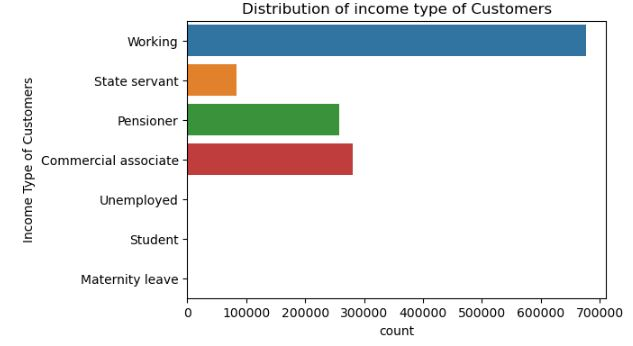 Distribution of income type of Customers
Income Type of Customers
Working
State servant
Pensioner
Commercial associate
Unemployed
Student
Maternity leave
0 100000 200000 300000 400000 500000 600000 700000
count